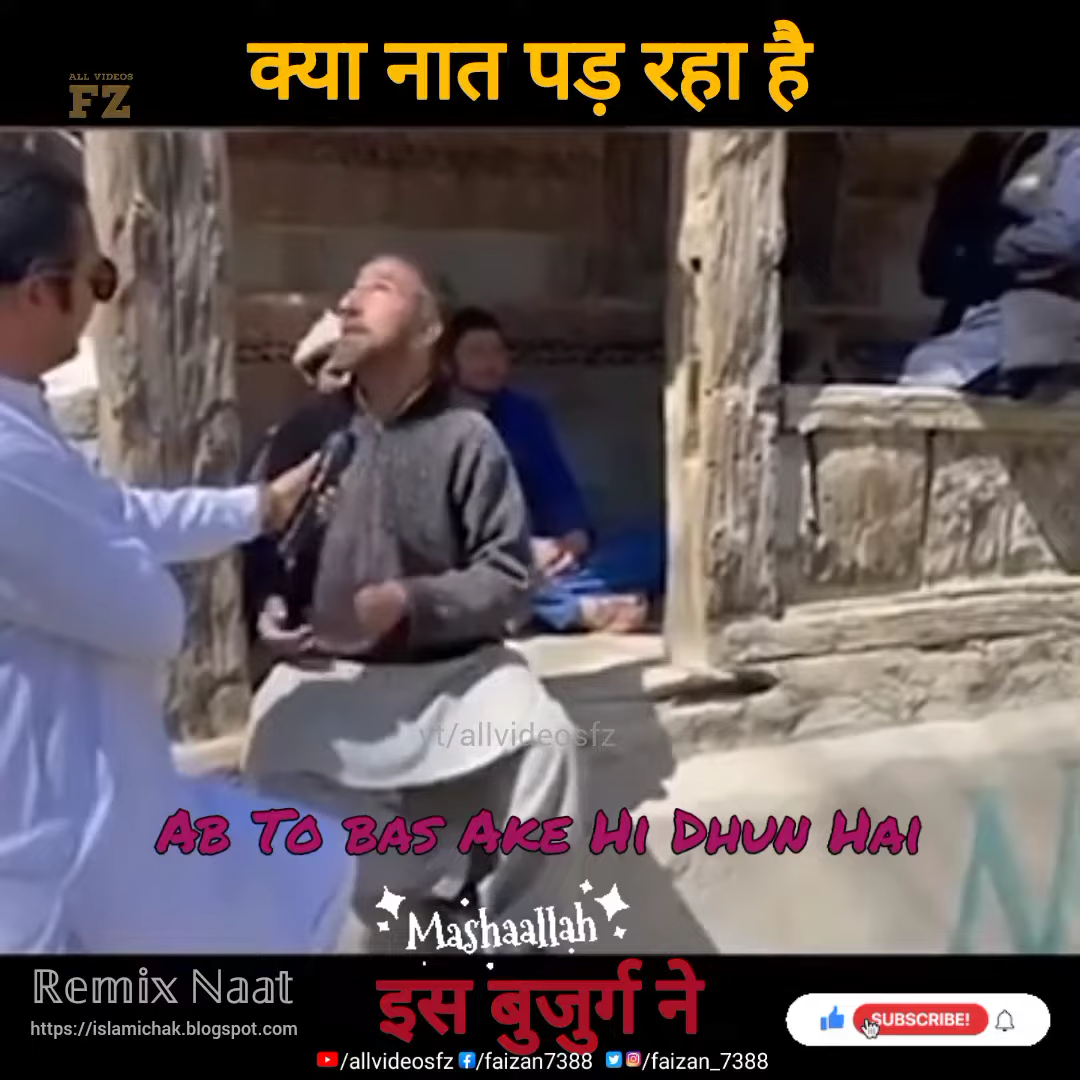 क्या नात पड़ रहा है
ALL VIDEOS
FZ
yt/allvideosfz
Ab To bas Ake Hi Dhun Hai
Mashaallah
Remix Naat
इस बुजुर्ग ने
https://islamichak.blogspot.com
SUBSCRIBE!
/allvideosfz /faizan7388 /faizan_7388
N